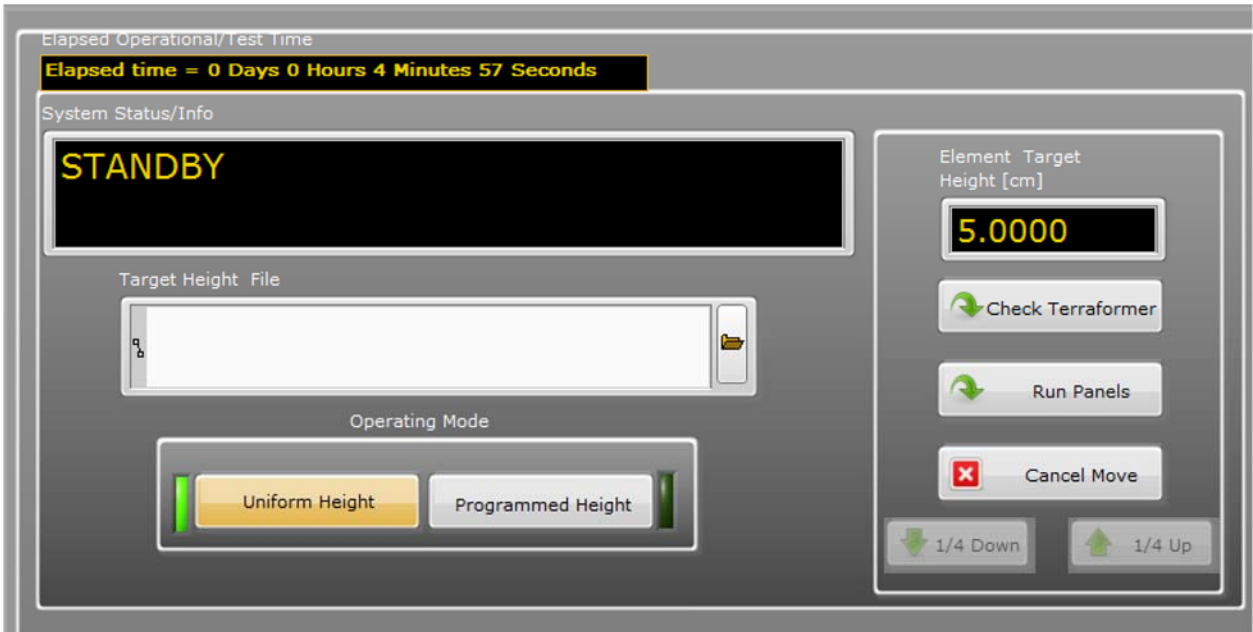 Elapsed Operational/Test Time
Elapsed time = 0 Days 0 Hours 4 Minutes 57 Seconds
System Status/Info
STANDBY
Target Height File
Operating Mode
Uniform Height
Programmed Height
Element Target
Height [cm]
5.0000
Check Terraformer
Run Panels
Cancel Move
1/4 Down
1/4 Up